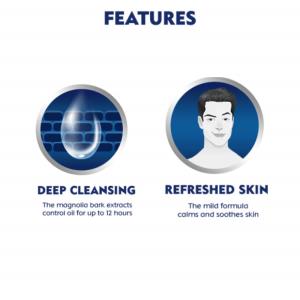 FEATURES
DEEP CLEANSING
The magnolia bark extracts
control oil for up to 12 hours
REFRESHED SKIN
The mild formula
calms and soothes skin